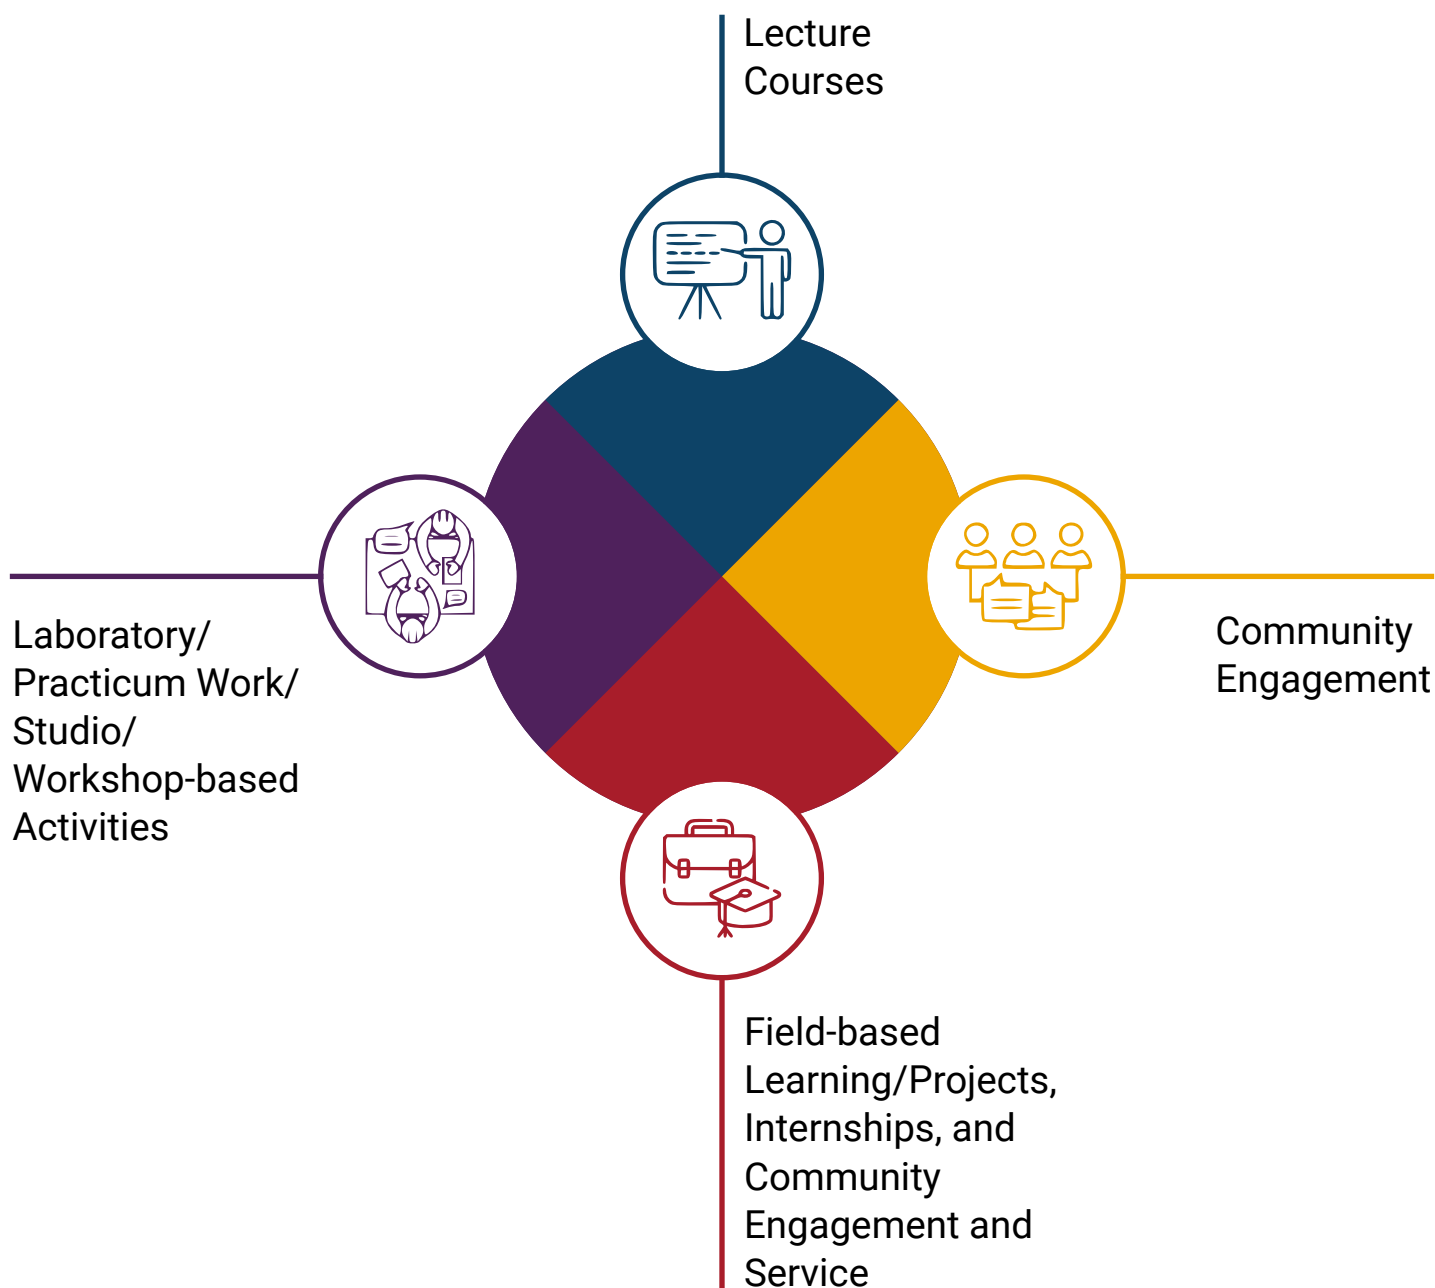 Lecture
Courses
Laboratory/
Practicum Work/
Studio/
Workshop-based
Activities
Community
Engagement
Field-based
Learning/Projects,
Internships, and
Community
Engagement and
Service